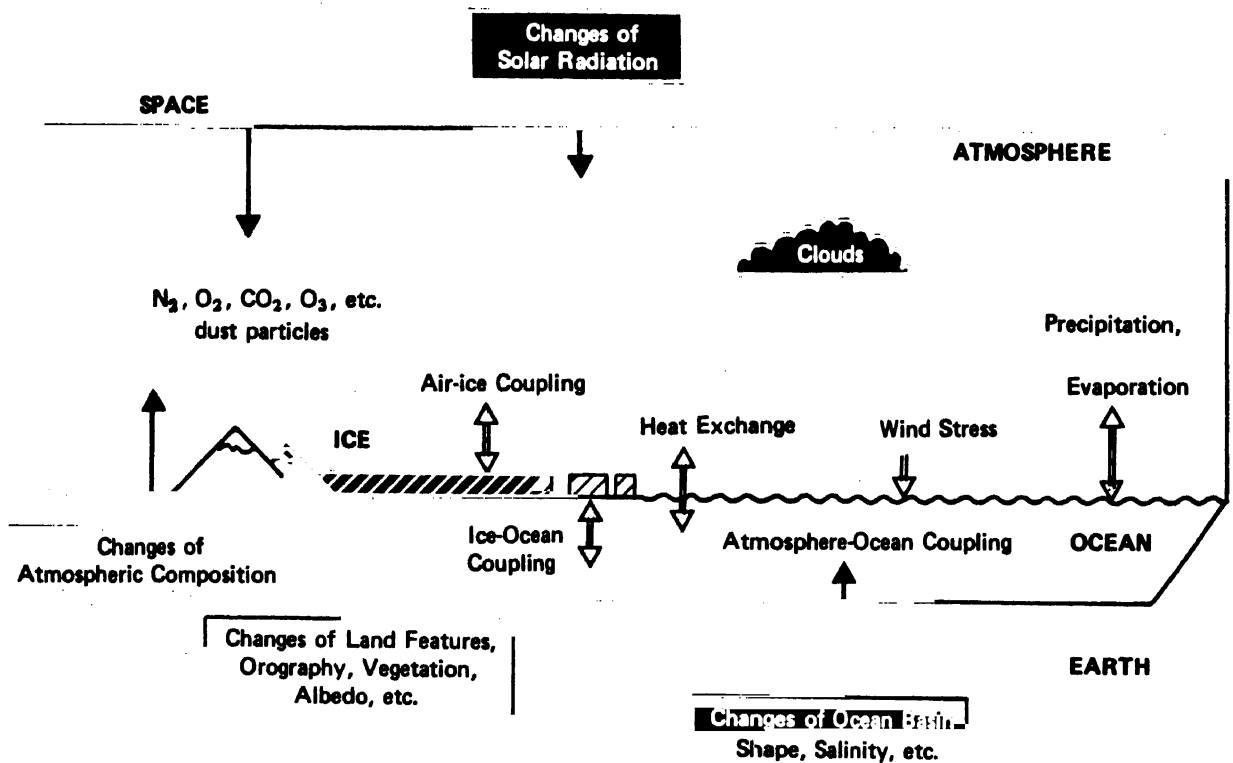 Changes of
Solar Radiation
SPACE
ATMOSPHERE
Clouds
N₂, O₂, CO₂, O₃, etc.
dust particles
Precipitation,
Evaporation
Air-ice Coupling
ICE
Heat Exchange
Wind Stress
Changes of
Atmospheric Composition
Ice-Ocean
Coupling
Atmosphere-Ocean Coupling
OCEAN
Changes of Land Features,
Orography, Vegetation,
Albedo, etc.
EARTH
Changes of Ocean Basin
Shape, Salinity, etc.